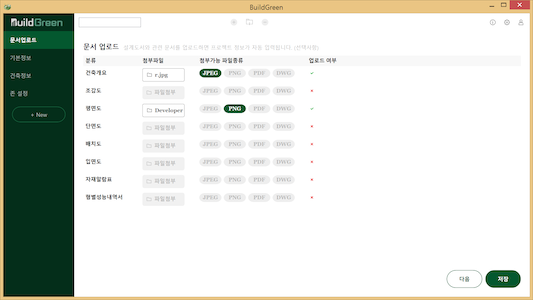 BuildGreen
BuildGreen
문서업로드
기본정보
건축정보
존 설정
+ New
문서 업로드 설계도서와 관련 문서를 업로드하면 프로젝트 정보가 자동 입력됩니다. (선택사항)
분류 첨부파일 첨부가능 파일종류 업로드 여부
건축개요 r.jpg JPEG PNG PDF DWG
조감도 파일첨부 JPEG PNG PDF DWG
평면도 Developer JPEG PNG PDF DWG
단면도 파일첨부 JPEG PNG PDF DWG
배치도 파일첨부 JPEG PNG PDF DWG
입면도 파일첨부 JPEG PNG PDF DWG
자재일람표 파일첨부 JPEG PNG PDF DWG
형별성능내역서 파일첨부 JPEG PNG PDF DWG
다음 저장